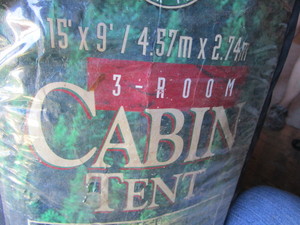 15' x 9' / 4.57m x 2.74m
3-ROOM
CABIN
TENT